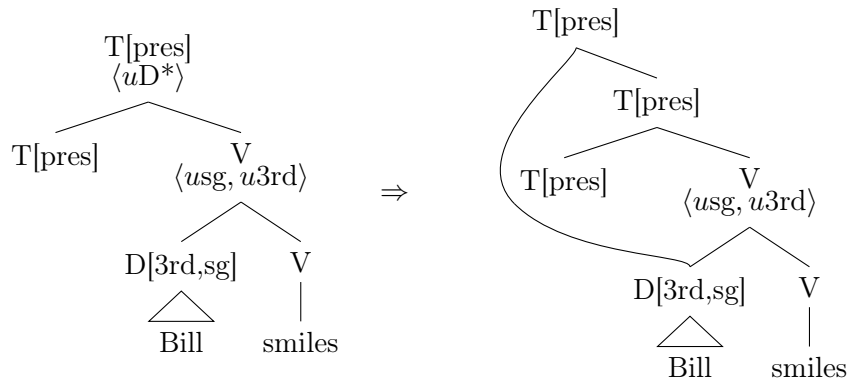 T[pres]
⟨uD*⟩
T[pres]
V
⟨usg, u3rd⟩
D[3rd,sg]
V
Bill
smiles
⇒
T[pres]
T[pres]
T[pres]
V
⟨usg, u3rd⟩
D[3rd,sg]
V
Bill
smiles